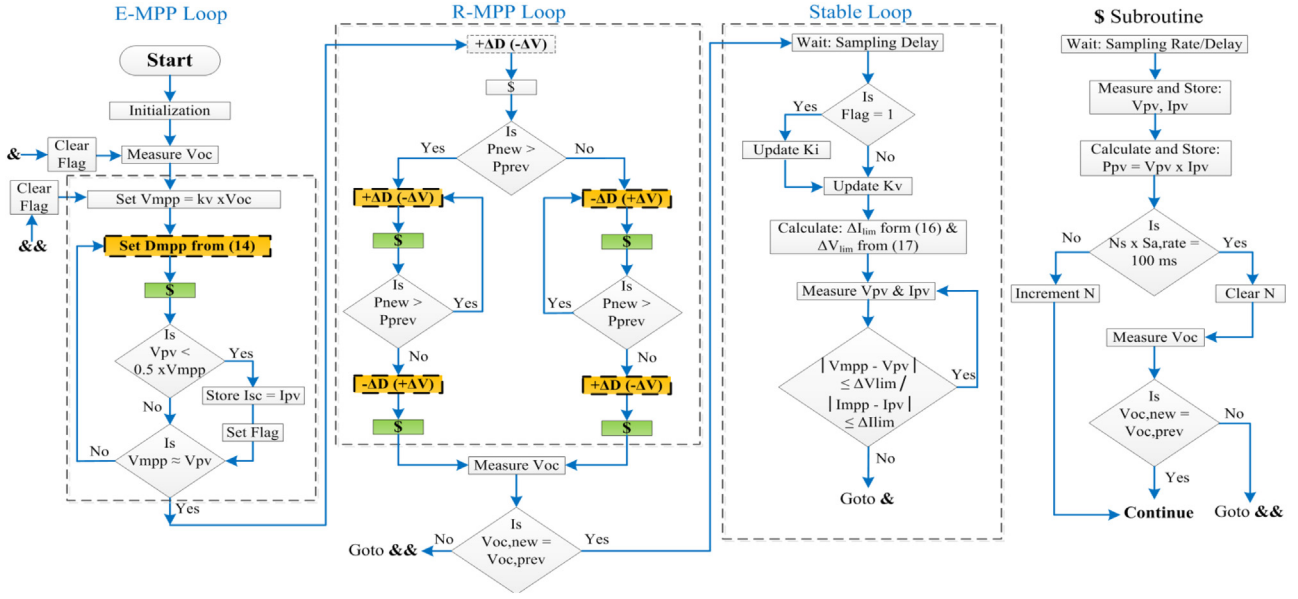 E-MPP Loop
Start
Initialization
&
Clear
Flag
Measure Voc
Clear
Flag
&&
Set Vmpp = kv xVoc
Set Dmpp from (14)
$
Is
Vpv <
0.5 xVmpp
Yes
Store Isc = Ipv
Set Flag
No
Is
Vmpp ≈ Vpv
No
Yes
R-MPP Loop
+ΔD (-ΔV)
$
Is
Pnew >
Pprev
Yes
No
+ΔD (-ΔV)
$
Is
Pnew >
Pprev
Yes
No
-ΔD (+ΔV)
$
-ΔD (+ΔV)
$
Is
Pnew >
Pprev
Yes
No
+ΔD (-ΔV)
$
Measure Voc
Is
Voc,new =
Voc,prev
No
Goto &&
Yes
Stable Loop
Wait: Sampling Delay
Is
Flag = 1
Yes
Update Ki
No
Update Kv
Calculate: ΔIlim form (16) &
ΔVlim from (17)
Measure Vpv & Ipv
| Vmpp - Vpv |
≤ ΔVlim /
| Impp - Ipv |
≤ ΔIlim
Yes
No
Goto &
$ Subroutine
Wait: Sampling Rate/Delay
Measure and Store:
Vpv, Ipv
Calculate and Store:
Ppv = Vpv x Ipv
Is
Ns x Sa,rate =
100 ms
No
Yes
Increment N
Clear N
Measure Voc
Is
Voc,new =
Voc,prev
No
Yes
Continue
Goto &&